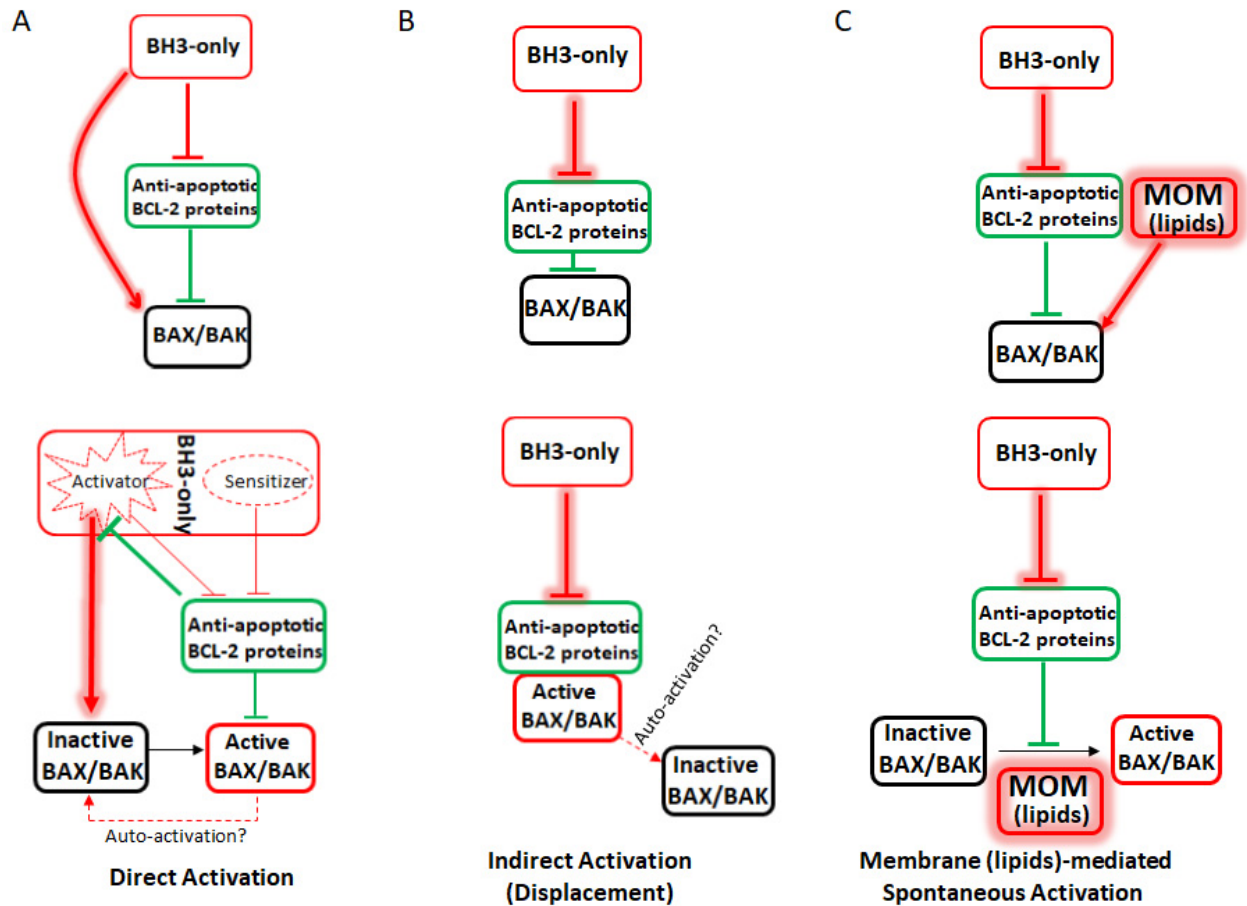 A
BH3-only
Anti-apoptotic
BCL-2 proteins
BAX/BAK
Activator
BH3-only
Sensitizer
Anti-apoptotic
BCL-2 proteins
Inactive
BAX/BAK
Active
BAX/BAK
Auto-activation?
Direct Activation
B
BH3-only
Anti-apoptotic
BCL-2 proteins
BAX/BAK
BH3-only
Anti-apoptotic
BCL-2 proteins
Active
BAX/BAK
Auto-activation?
Inactive
BAX/BAK
Indirect Activation
(Displacement)
C
BH3-only
Anti-apoptotic
BCL-2 proteins
MOM
(lipids)
BAX/BAK
BH3-only
Anti-apoptotic
BCL-2 proteins
Inactive
BAX/BAK
MOM
(lipids)
Active
BAX/BAK
Membrane (lipids)-mediated
Spontaneous Activation